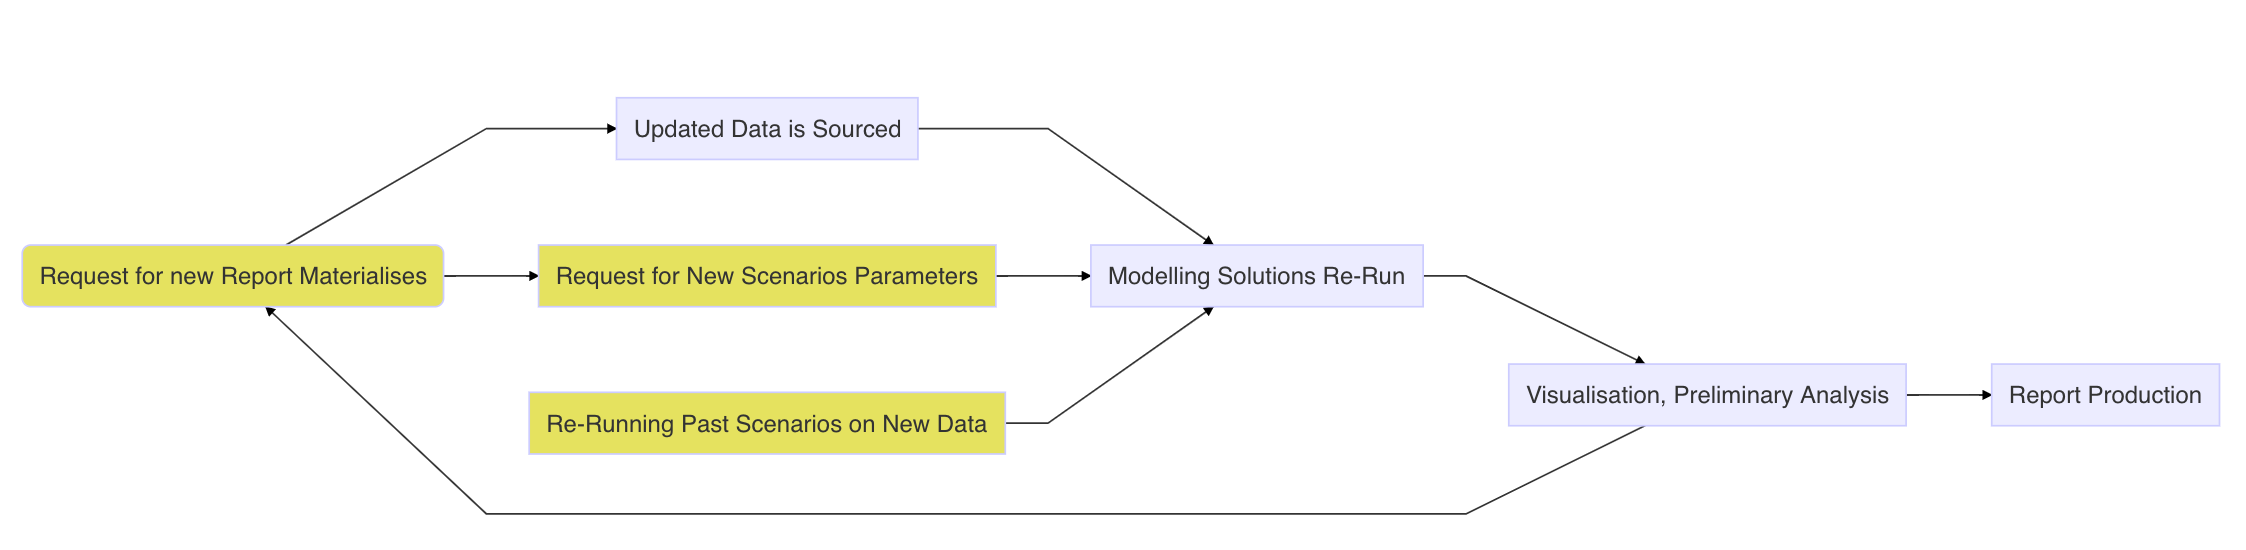 Updated Data is Sourced
Request for new Report Materialises
Request for New Scenarios Parameters
Modelling Solutions Re-Run
Visualisation, Preliminary Analysis
Report Production
Re-Running Past Scenarios on New Data